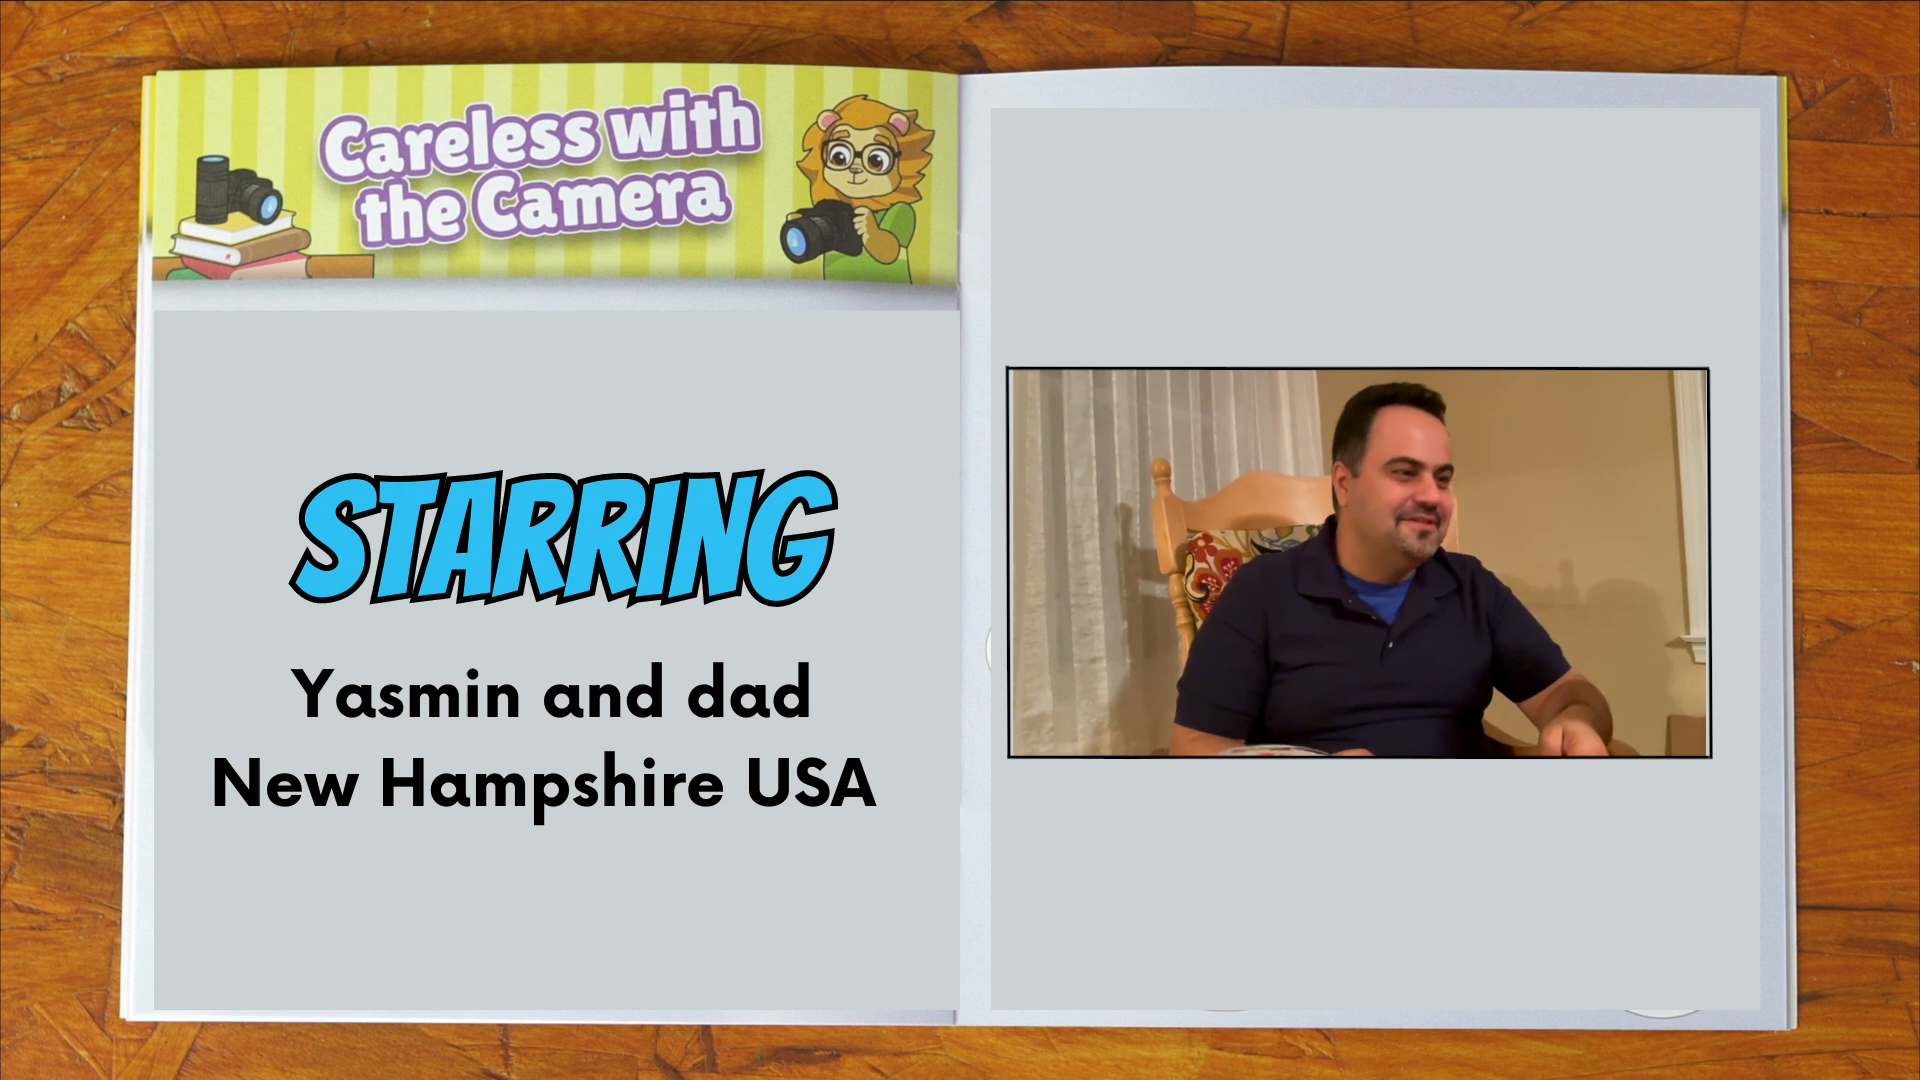 Careless with
the Camera
STARRING
Yasmin and dad
New Hampshire USA